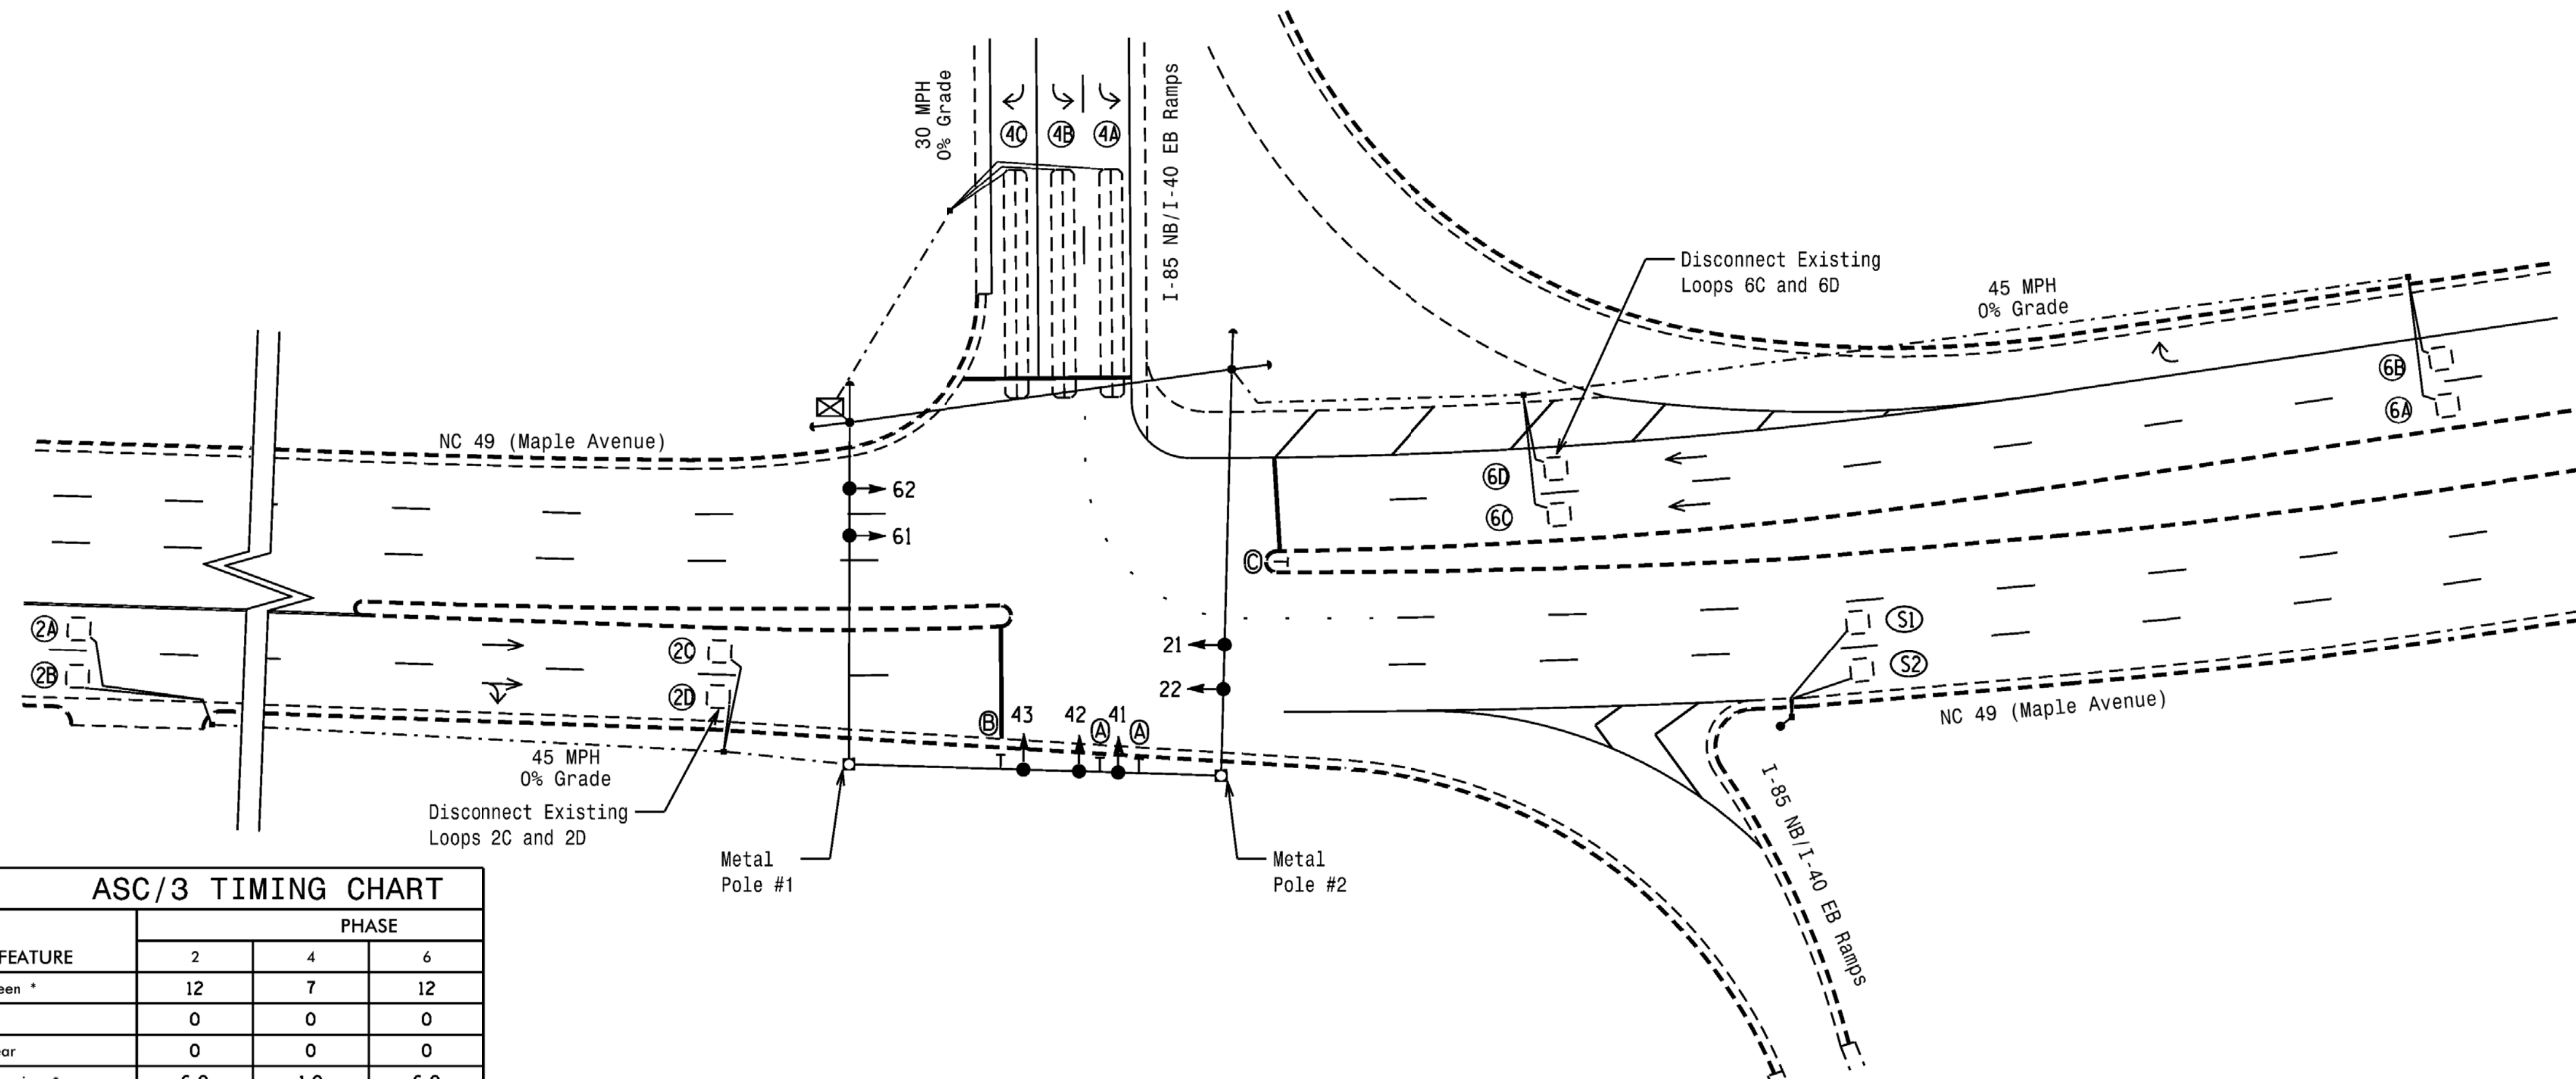 30 MPH
0% Grade
4C
4B
4A
I-85 NB/I-40 EB Ramps
Disconnect Existing
Loops 6C and 6D
45 MPH
0% Grade
6B
6A
NC 49 (Maple Avenue)
62
61
6D
6C
C
2A
2B
2C
2D
21
22
S1
S2
NC 49 (Maple Avenue)
B
43
42
A
41
A
45 MPH
0% Grade
Disconnect Existing
Loops 2C and 2D
Metal
Pole #1
Metal
Pole #2
I-85 NB/I-40 EB Ramps
ASC/3 TIMING CHART
PHASE
FEATURE 2 4 6
12 7 12
0 0 0
0 0 0